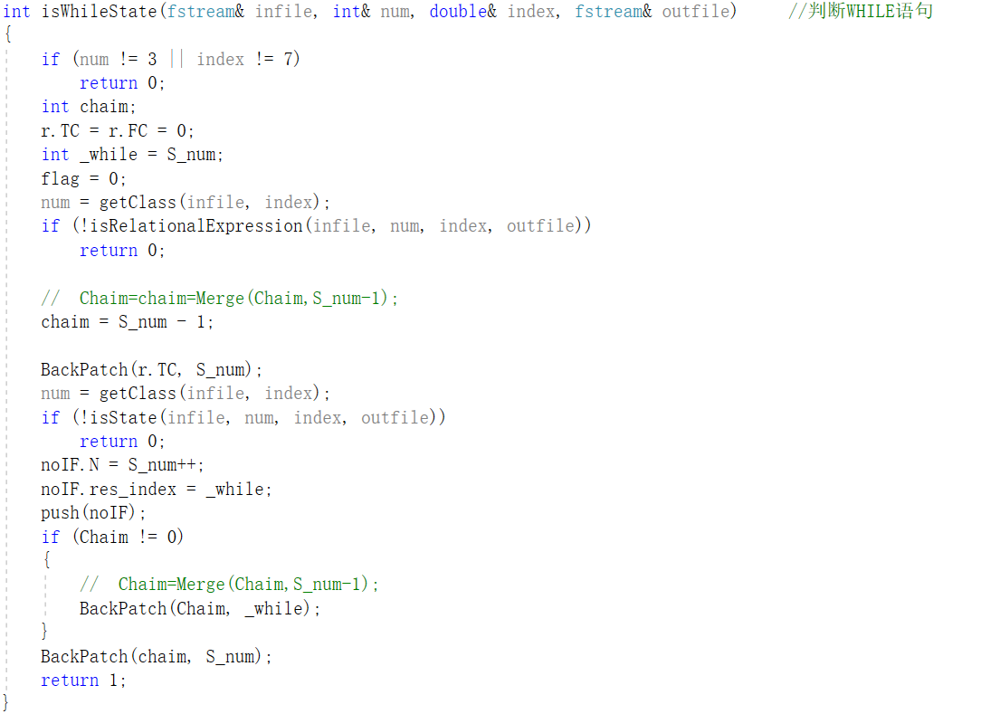 int isWhileState(fstream& infile, int& num, double& index, fstream& outfile)     //判断WHILE语句
{
    if (num != 3 || index != 7)
        return 0;
    int chaim;
    r.TC = r.FC = 0;
    int _while = S_num;
    flag = 0;
    num = getClass(infile, index);
    if (!isRelationalExpression(infile, num, index, outfile))
        return 0;

    //  Chaim=chaim=Merge(Chaim,S_num-1);
    chaim = S_num - 1;

    BackPatch(r.TC, S_num);
    num = getClass(infile, index);
    if (!isState(infile, num, index, outfile))
        return 0;
    noIF.N = S_num++;
    noIF.res_index = _while;
    push(noIF);
    if (Chaim != 0)
    {
        //  Chaim=Merge(Chaim,S_num-1);
        BackPatch(Chaim, _while);
    }
    BackPatch(chaim, S_num);
    return 1;
}